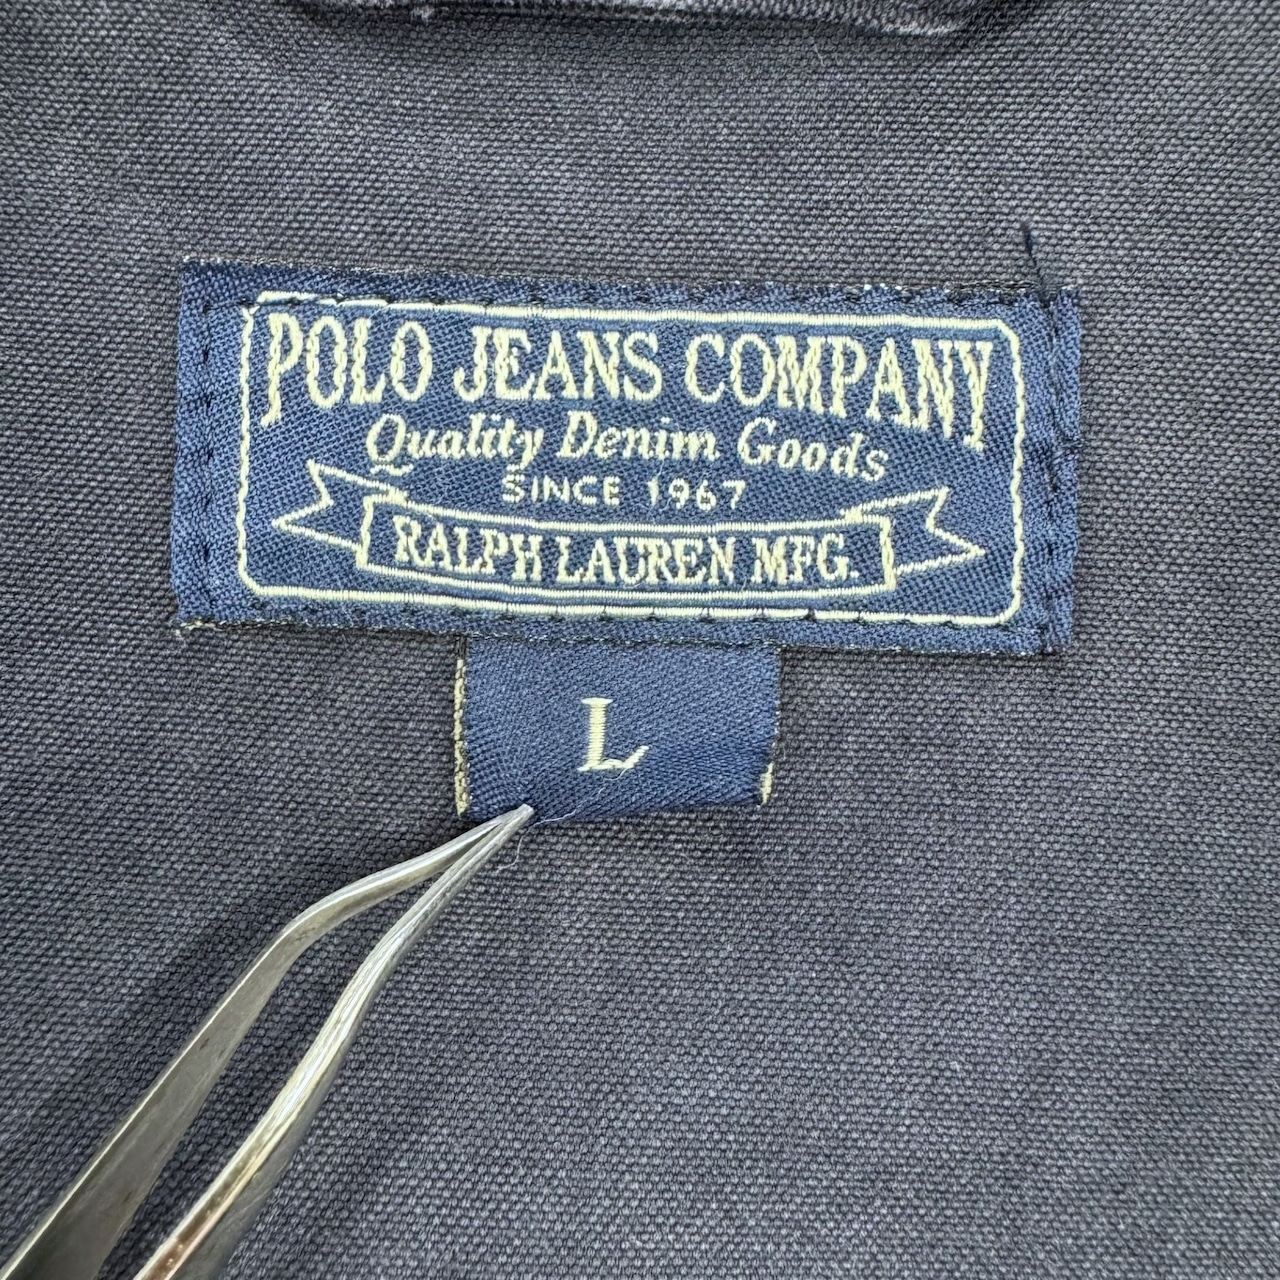 POLO JEANS COMPANY
Quality Denim Goods
SINCE 1967
RALPH LAUREN MFG.
L